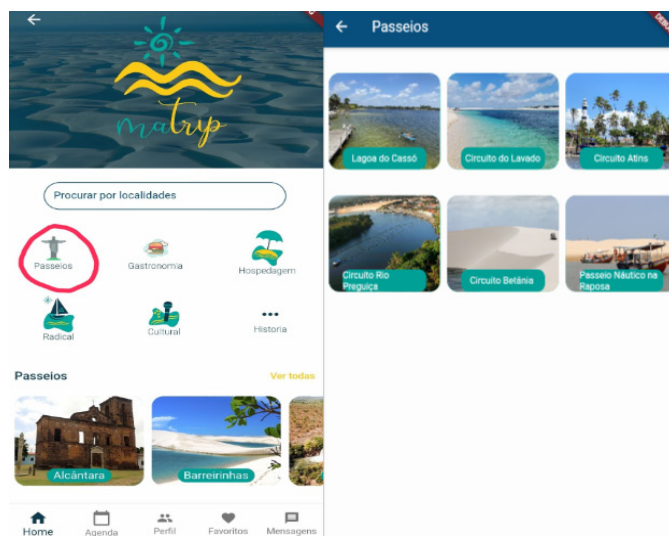 matrip
Procurar por localidades
Passeios
Gastronomia
Hospedagem
Radical
Cultural
Historia
Passeios
Ver todas
Alcântara
Barreirinhas
Home
Agenda
Perfil
Favoritos
Mensagens
Passeios
Lagoa do Cassó
Circuito do Lavado
Circuito Atins
Circuito Rio
Preguiça
Circuito Betânia
Passeio Náutico na
Raposa